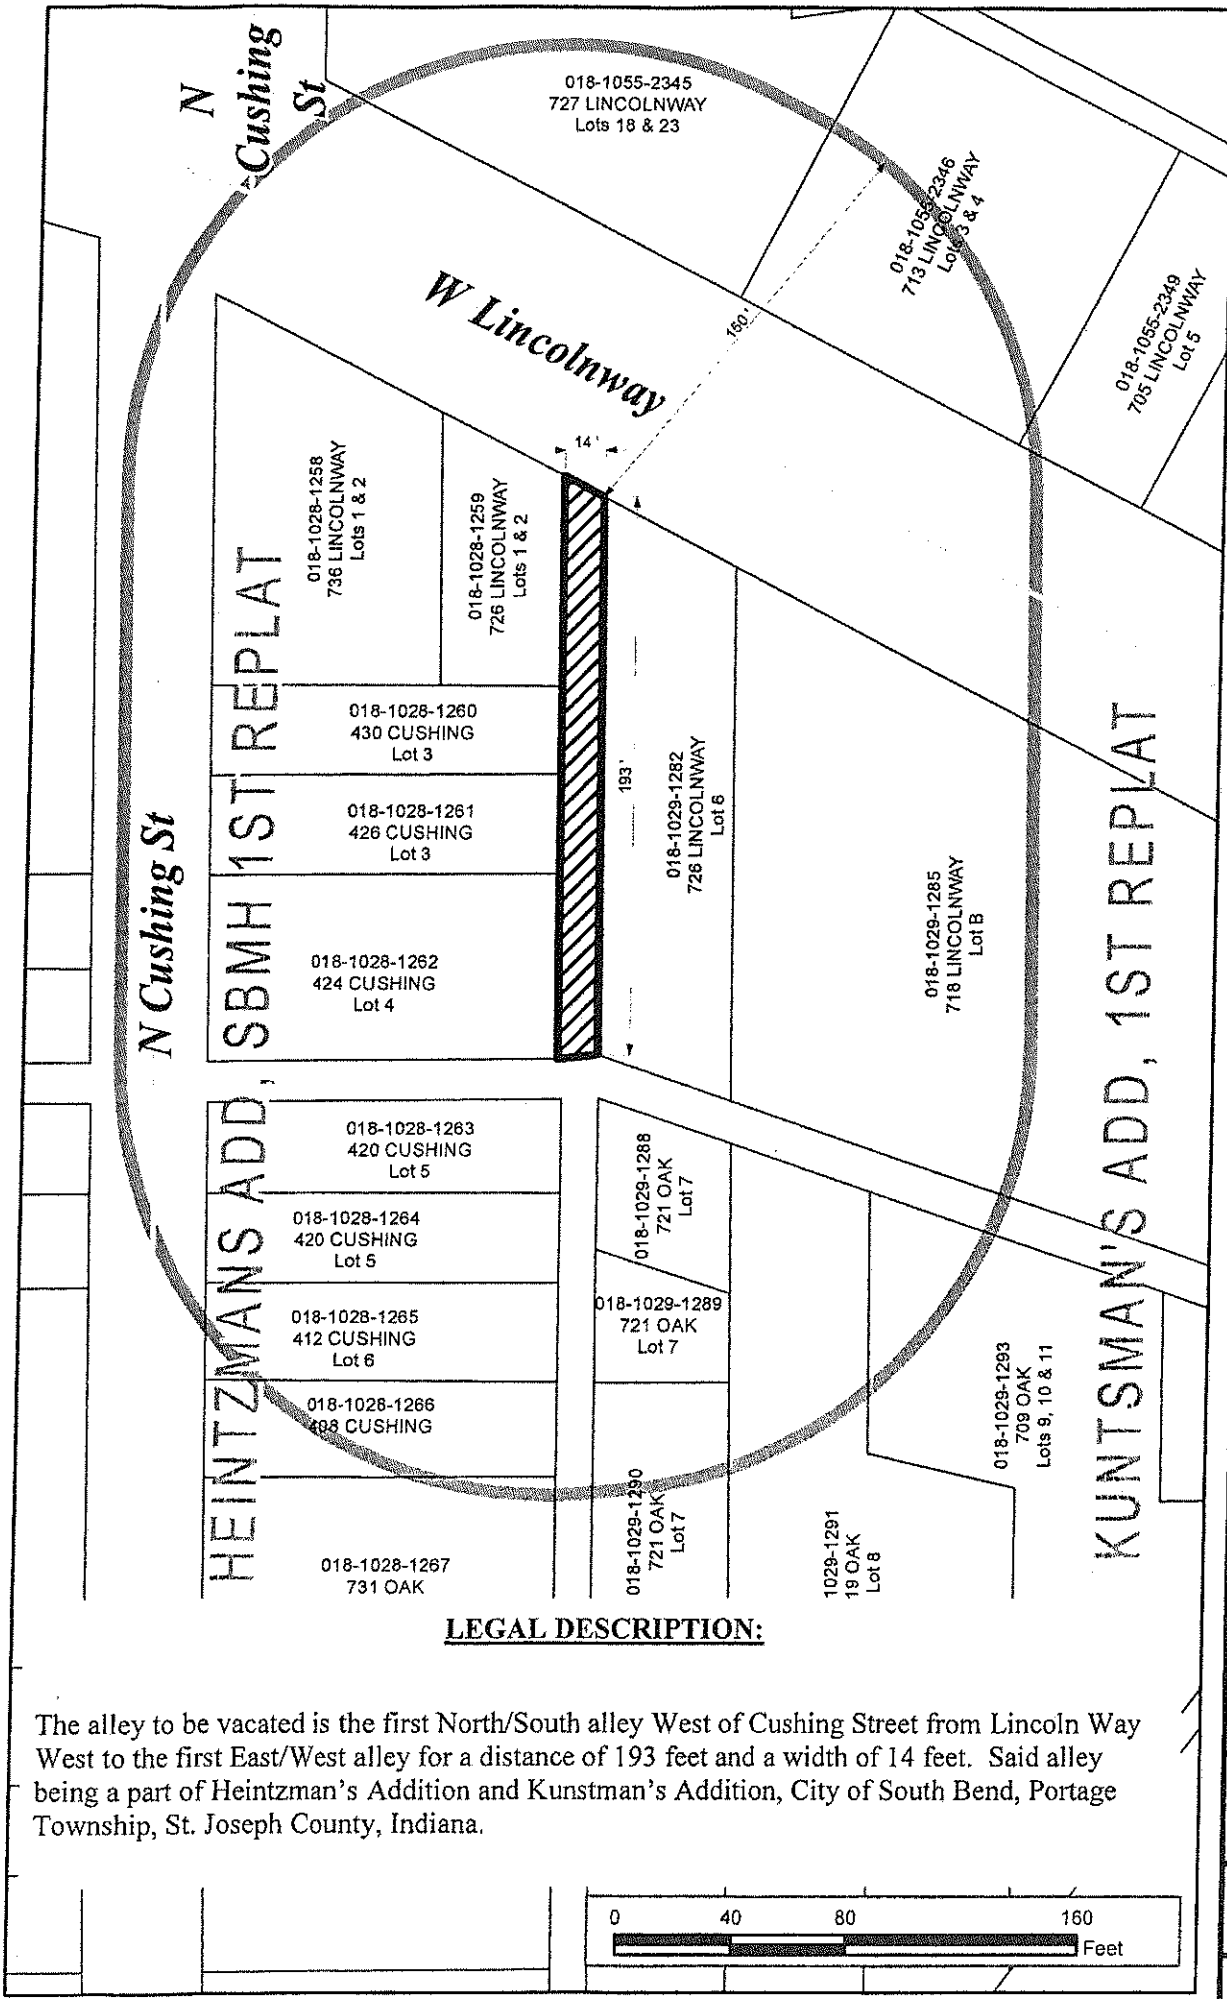 N
Cushing
St
018-1055-2345
727 LINCOLNWAY
Lots 18 & 23
018-1055-2346
713 LINCOLNWAY
Lots 3 & 4
018-1055-2349
705 LINCOLNWAY
Lot 5
W Lincolnway
150'
14'
018-1028-1258
736 LINCOLNWAY
Lots 1 & 2
018-1028-1259
726 LINCOLNWAY
Lots 1 & 2
018-1028-1260
430 CUSHING
Lot 3
018-1028-1261
426 CUSHING
Lot 3
018-1028-1262
424 CUSHING
Lot 4
193'
018-1029-1282
726 LINCOLNWAY
Lot 6
018-1029-1285
718 LINCOLNWAY
Lot B
N Cushing St
HEINTZMANS ADD, SBMH 1ST REPLAT
KUNTSMAN'S ADD, 1ST REPLAT
018-1028-1263
420 CUSHING
Lot 5
018-1028-1264
420 CUSHING
Lot 5
018-1028-1265
412 CUSHING
Lot 6
018-1028-1266
408 CUSHING
018-1028-1267
731 OAK
018-1029-1288
721 OAK
Lot 7
018-1029-1289
721 OAK
Lot 7
018-1029-1290
721 OAK
Lot 7
1029-1291
19 OAK
Lot 8
018-1029-1293
709 OAK
Lots 9, 10 & 11
LEGAL DESCRIPTION:
The alley to be vacated is the first North/South alley West of Cushing Street from Lincoln Way
West to the first East/West alley for a distance of 193 feet and a width of 14 feet. Said alley
being a part of Heintzman's Addition and Kunstman's Addition, City of South Bend, Portage
Township, St. Joseph County, Indiana.
0 40 80 160
Feet